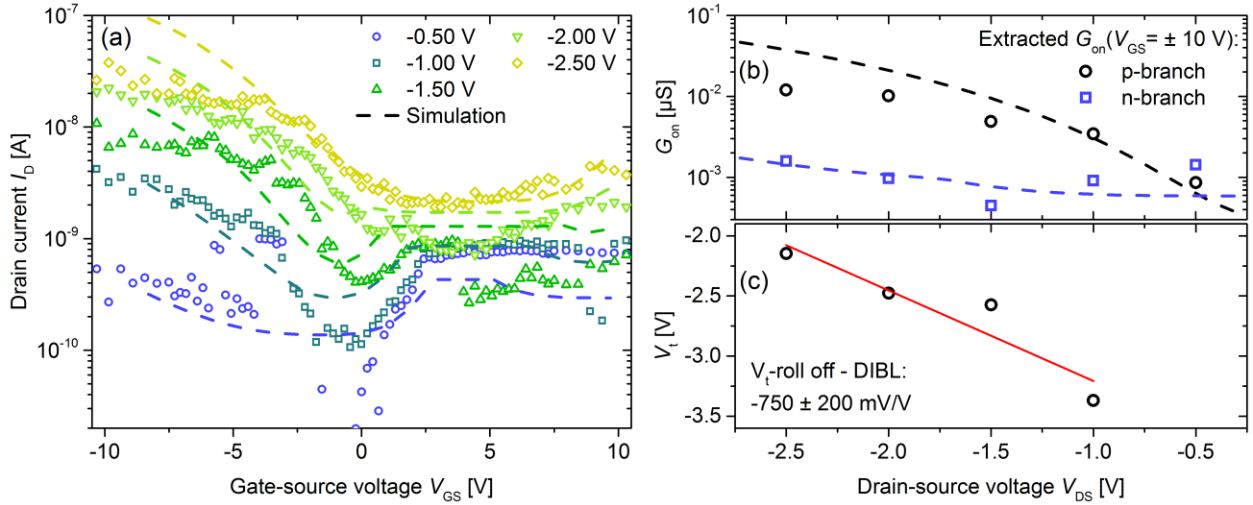 (a)
-0.50 V
-1.00 V
-1.50 V
-2.00 V
-2.50 V
Simulation
10⁻⁷
10⁻⁸
10⁻⁹
10⁻¹⁰
Drain current I_D [A]
-10
-5
0
5
10
Gate-source voltage V_GS [V]
(b)
Extracted G_on(V_GS= ± 10 V):
p-branch
n-branch
10⁻¹
10⁻²
10⁻³
G_on [µS]
(c)
-2.0
-2.5
-3.0
-3.5
V_t [V]
V_t-roll off - DIBL:
-750 ± 200 mV/V
-2.5
-2.0
-1.5
-1.0
-0.5
Drain-source voltage V_DS [V]